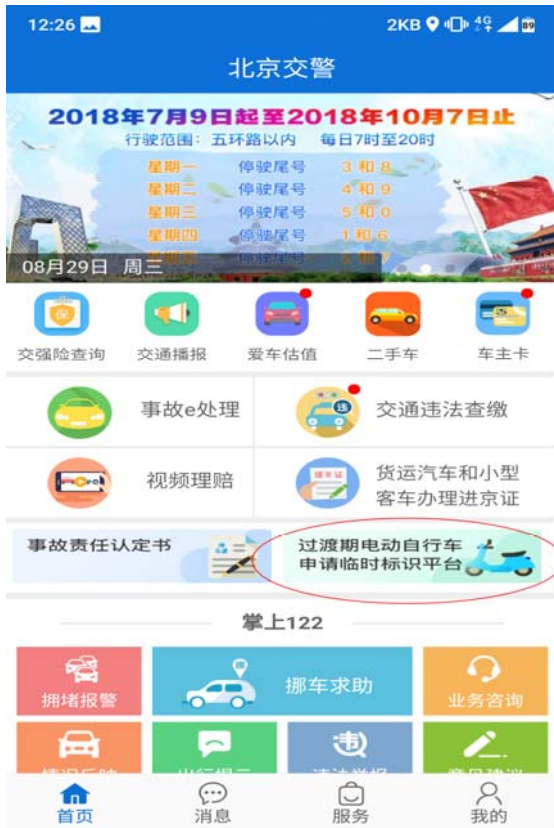 12:26 2KB 4G 89
北京交警
2018年7月9日起至2018年10月7日止
行驶范围：五环路以内 每日7时至20时
星期一 停驶尾号 3 和 8
星期二 停驶尾号 4 和 9
星期三 停驶尾号 5 和 0
星期四 停驶尾号 1 和 6
08月29日 周三
保
交强险查询 交通播报 爱车估值 二手车 车主卡
事故e处理
违
交通违法查缴
视频理赔
进京证
货运汽车和小型
客车办理进京证
事故责任认定书
过渡期电动自行车
申请临时标识平台
掌上122
拥堵报警 挪车求助 业务咨询
违
首页 消息 服务 我的